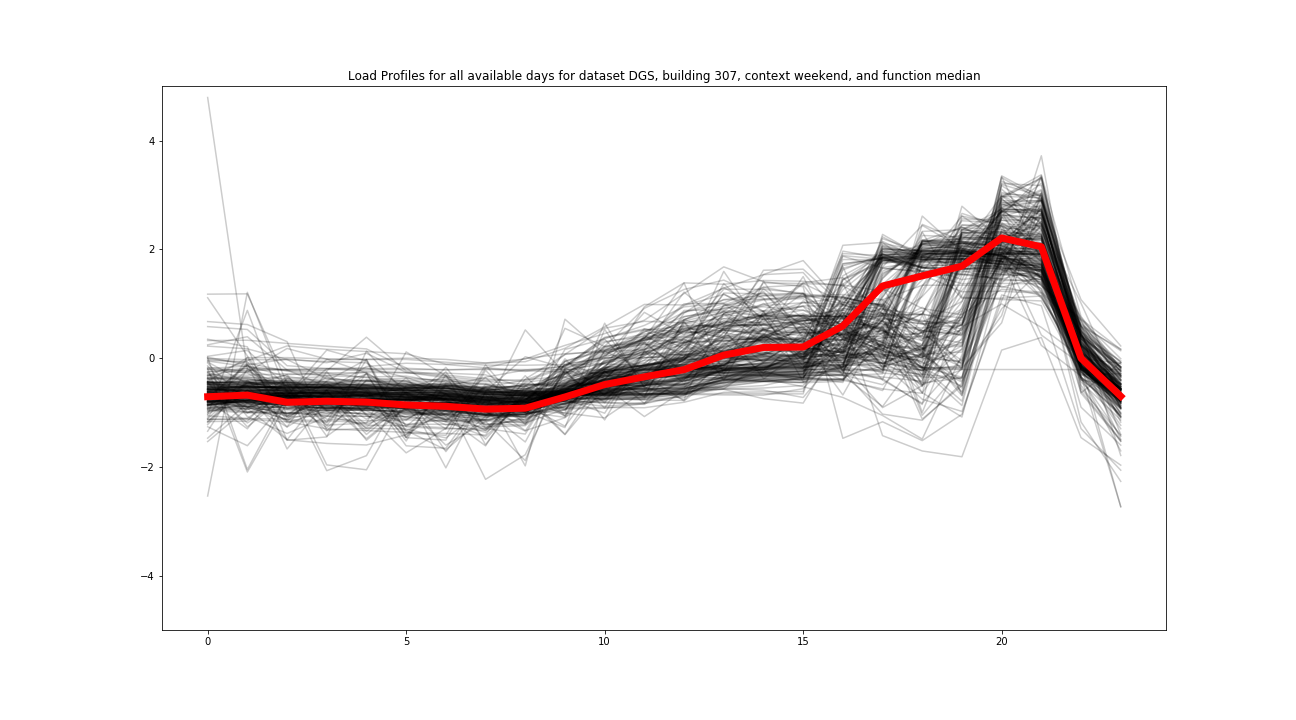 Load Profiles for all available days for dataset DGS, building 307, context weekend, and function median
4
2
0
−2
−4
0 5 10 15 20